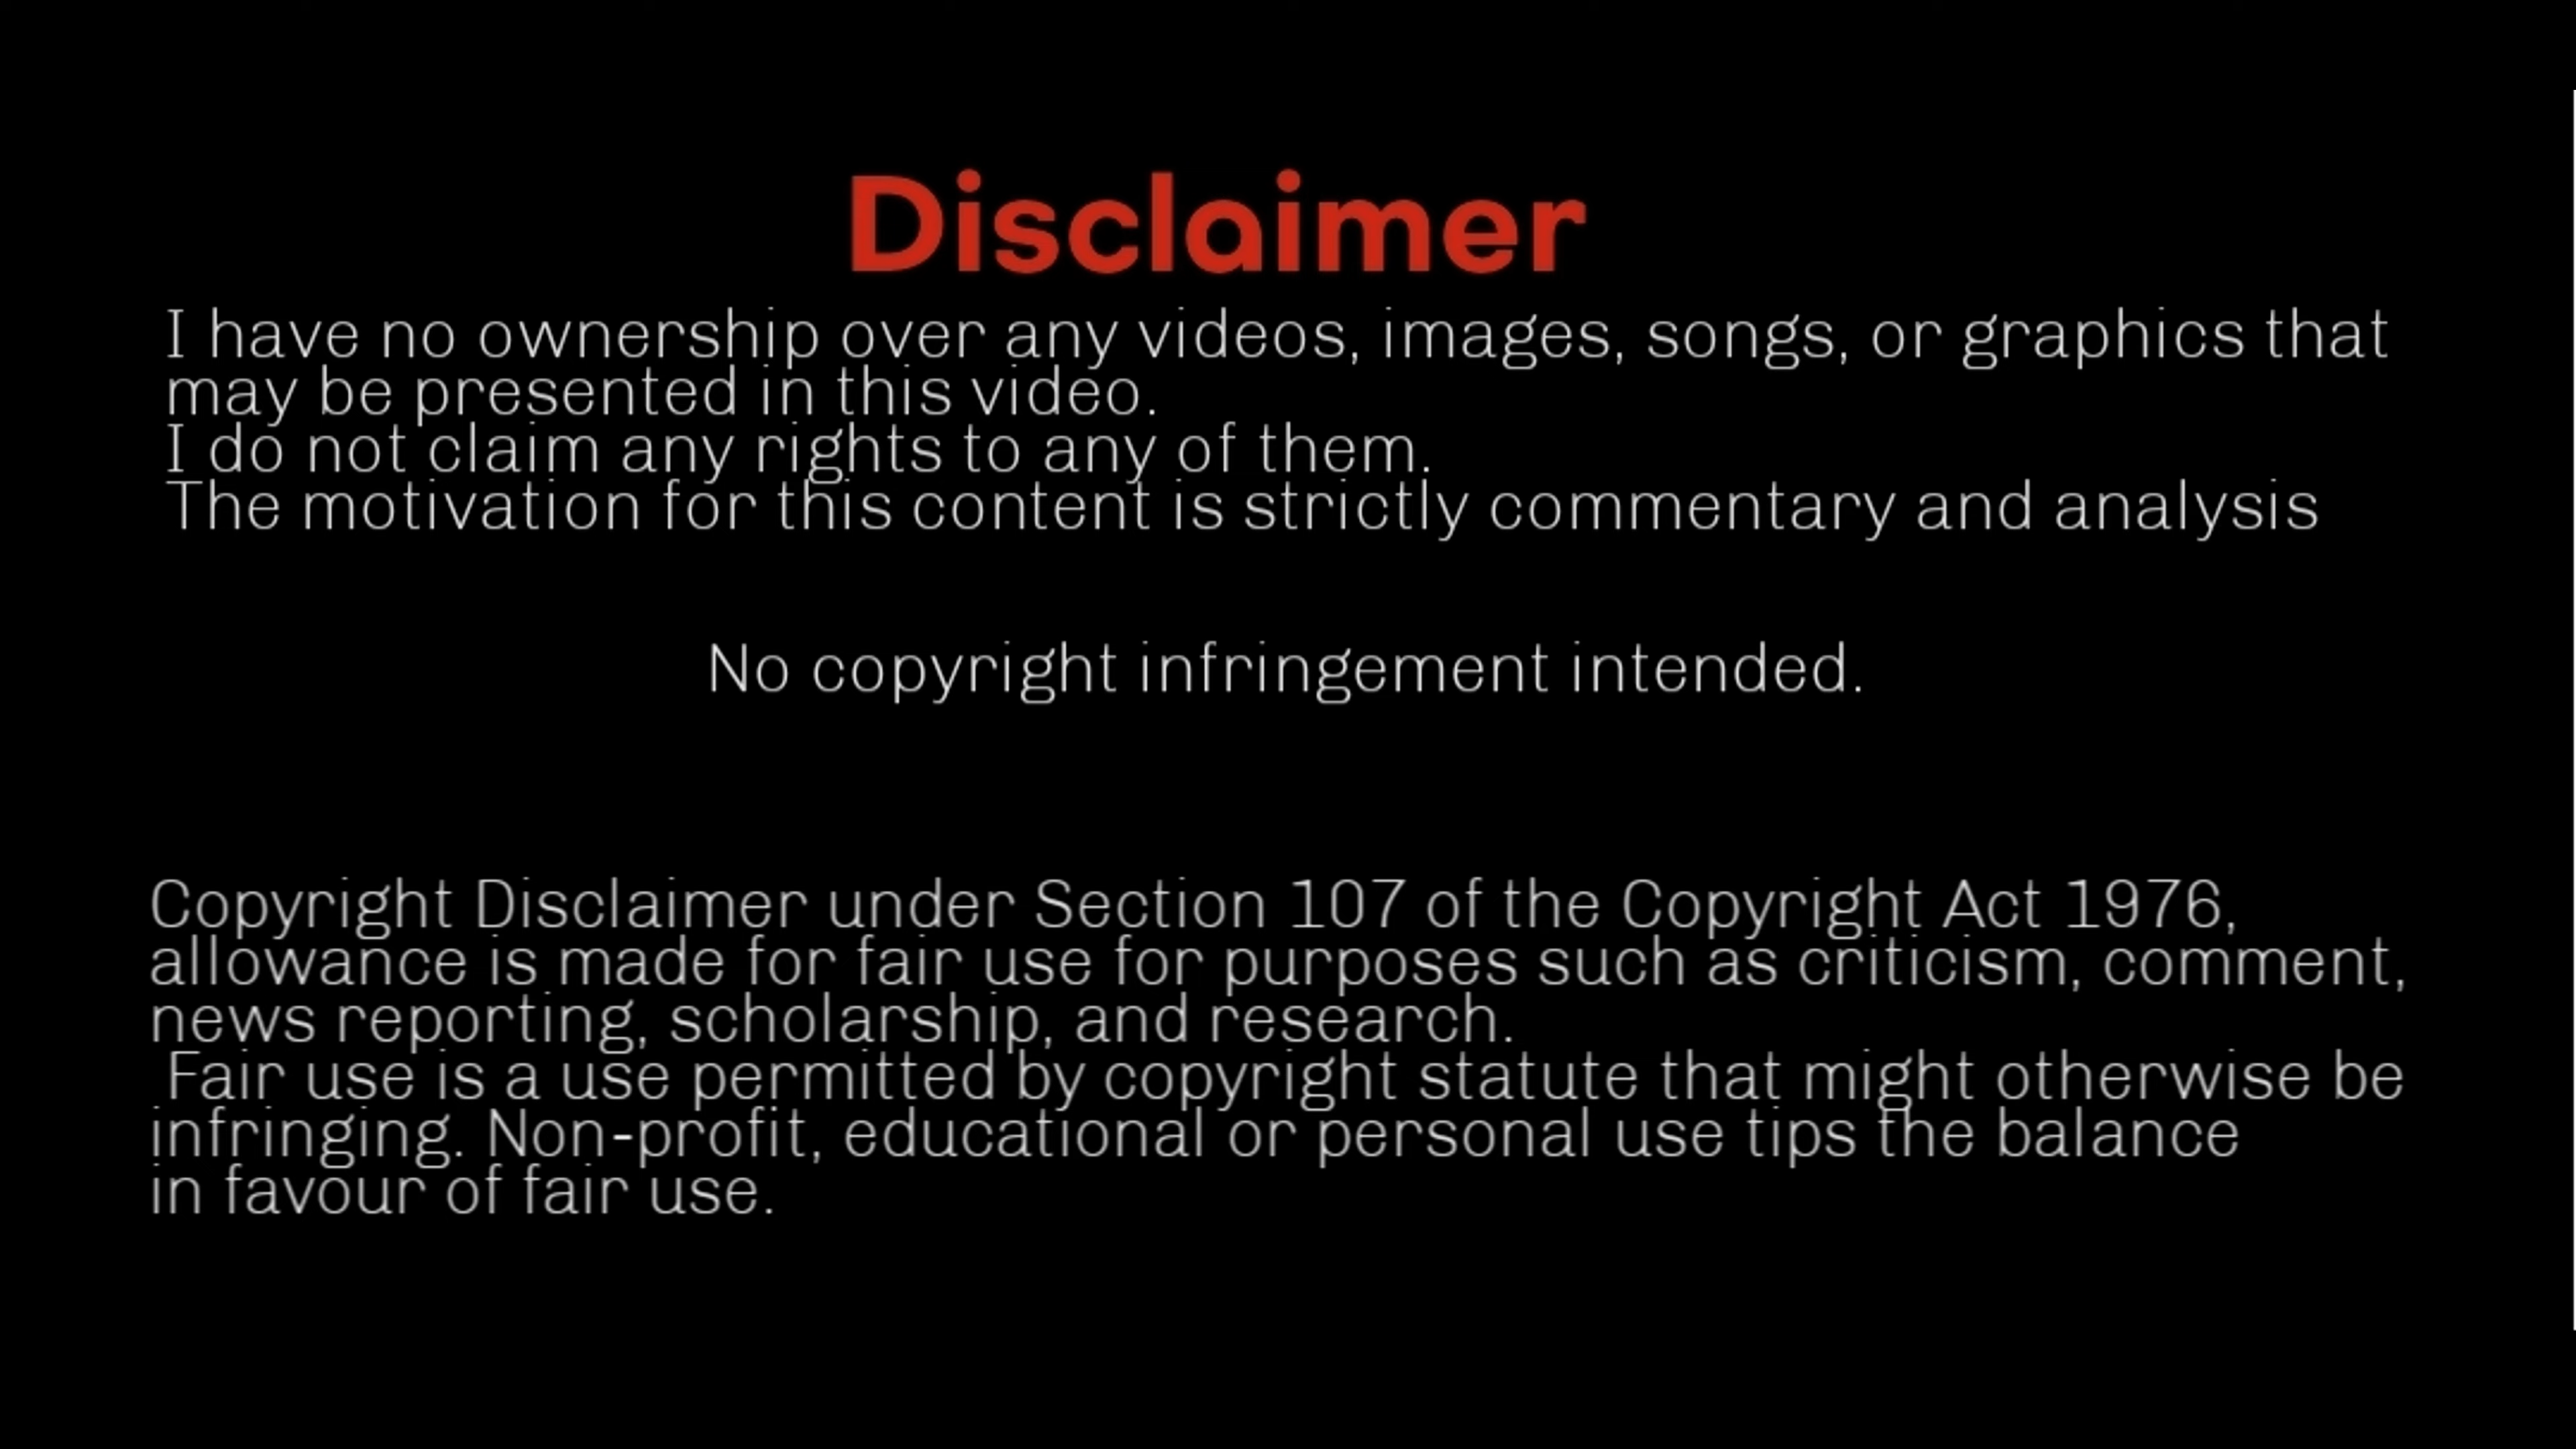 Disclaimer
I have no ownership over any videos, images, songs, or graphics that
may be presented in this video.
I do not claim any rights to any of them.
The motivation for this content is strictly commentary and analysis
No copyright infringement intended.
Copyright Disclaimer under Section 107 of the Copyright Act 1976,
allowance is made for fair use for purposes such as criticism, comment,
news reporting, scholarship, and research.
Fair use is a use permitted by copyright statute that might otherwise be
infringing. Non-profit, educational or personal use tips the balance
in favour of fair use.